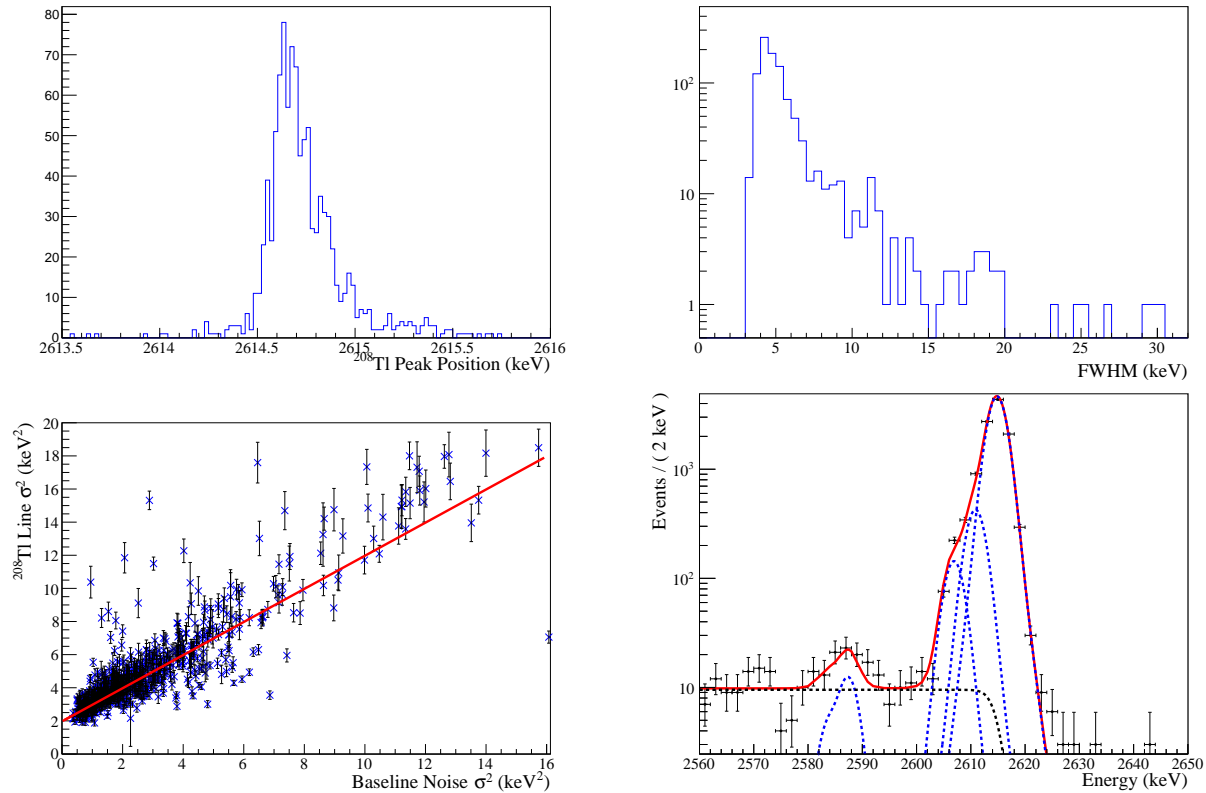 80
70
60
50
40
30
20
10
0
2613.5 2614 2614.5 2615 2615.5 2616
²⁰⁸Tl Peak Position (keV)
10²
10
1
0 5 10 15 20 25 30
FWHM (keV)
²⁰⁸Tl Line σ² (keV²)
20
18
16
14
12
10
8
6
4
2
0
0 2 4 6 8 10 12 14 16
Baseline Noise σ² (keV²)
Events / ( 2 keV )
10³
10²
10
2560 2570 2580 2590 2600 2610 2620 2630 2640 2650
Energy (keV)